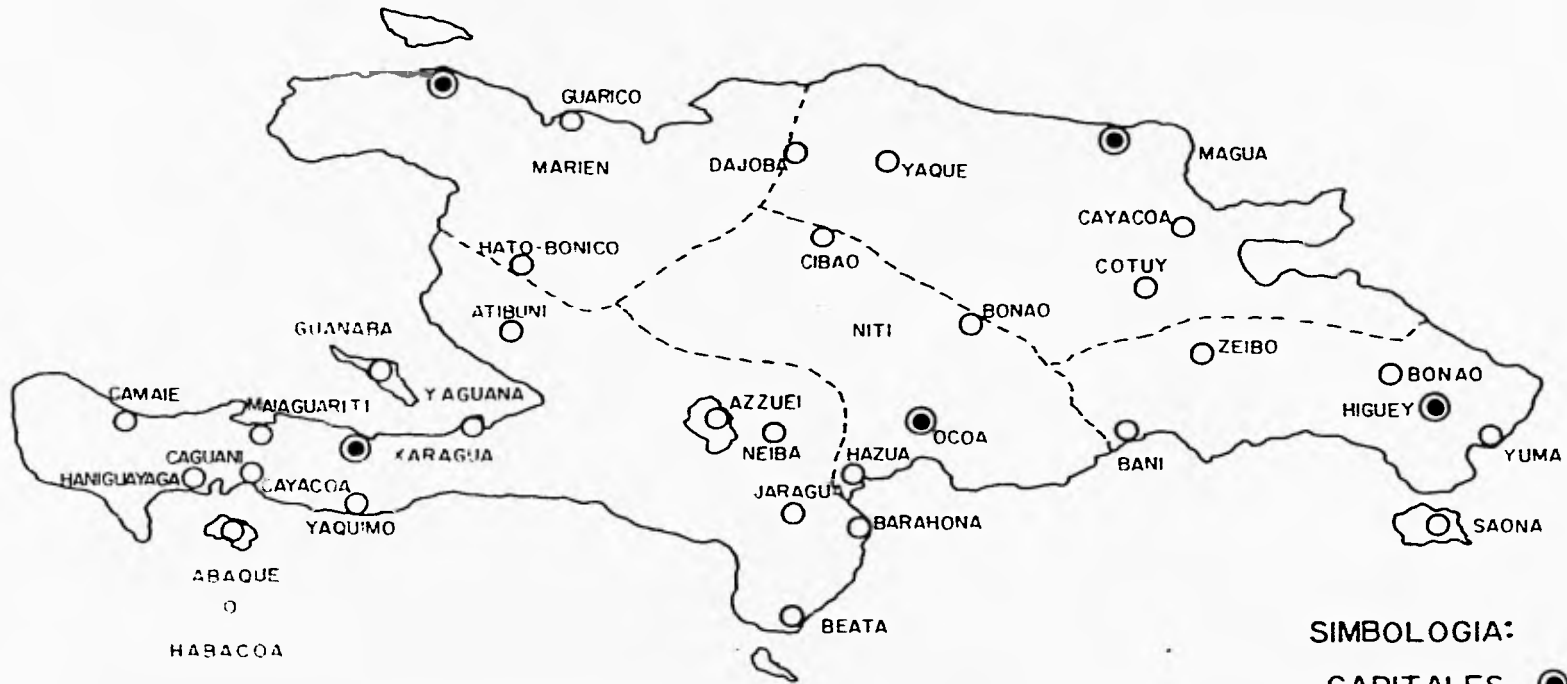 GUARICO
MARIEN
DAJOBA
YAQUE
MAGUA
CAYACOA
HATO-BONICO
CIBAO
COTUY
ATIBUNI
BONAO
NITI
GUANABA
ZEIBO
BONAO
CAMAIE
MAIAGUARITI
YAGUANA
AZZUEI
HIGUEY
XARAGUA
NEIBA
OCOA
BANI
YUMA
CAGUANI
HANIGUAYAGA
CAYACOA
HAZUA
JARAGUA
YAQUIMO
BARAHONA
SAONA
ABAQUE
O
HABACOA
BEATA
SIMBOLOGIA:
CAPITALES